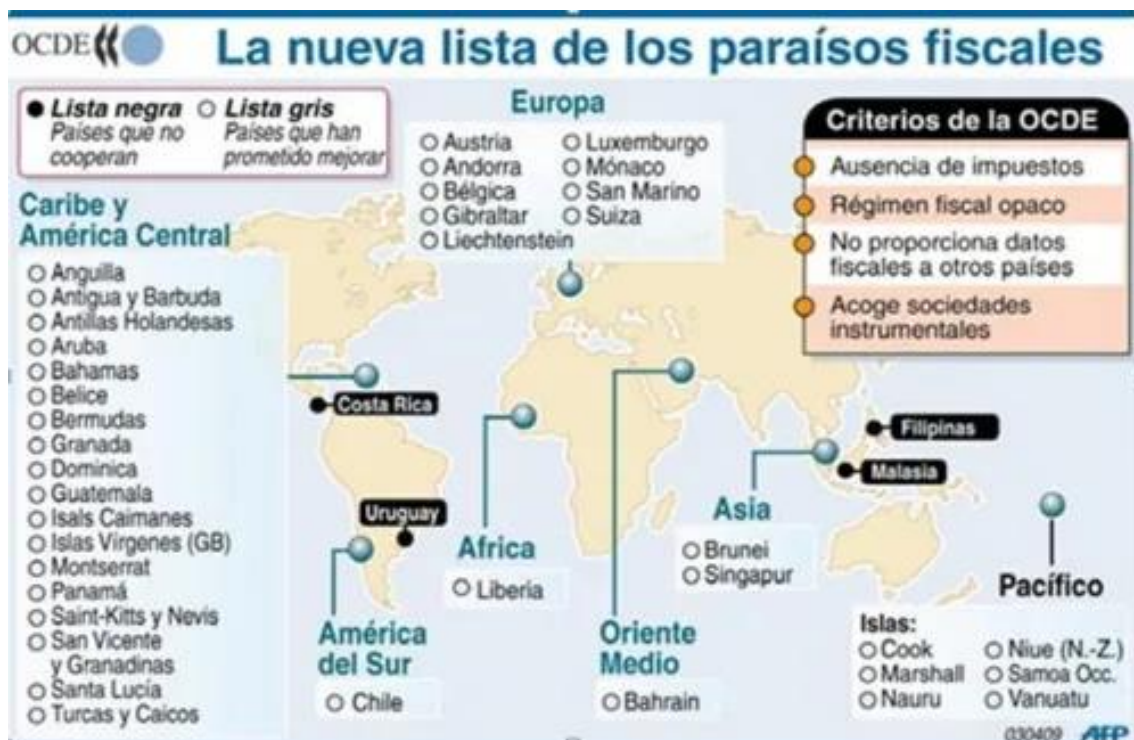 OCDE
La nueva lista de los paraísos fiscales
Lista negra
Países que no
cooperan
Lista gris
Países que han
prometido mejorar
Europa
Austria
Andorra
Bélgica
Gibraltar
Liechtenstein
Luxemburgo
Mónaco
San Marino
Suiza
Criterios de la OCDE
Ausencia de impuestos
Régimen fiscal opaco
No proporciona datos
fiscales a otros países
Acoge sociedades
instrumentales
Caribe y
América Central
Anguilla
Antigua y Barbuda
Antillas Holandesas
Aruba
Bahamas
Belice
Bermudas
Granada
Dominica
Guatemala
Isals Caimanes
Islas Virgenes (GB)
Montserrat
Panamá
Saint-Kitts y Nevis
San Vicente
y Granadinas
Santa Lucía
Turcas y Caicos
Costa Rica
Uruguay
Filipinas
Malasia
América
del Sur
Chile
Africa
Liberia
Oriente
Medio
Bahrain
Asia
Brunei
Singapur
Pacífico
Islas:
Cook
Marshall
Nauru
Niue (N.-Z.)
Samoa Occ.
Vanuatu
030409 AFP